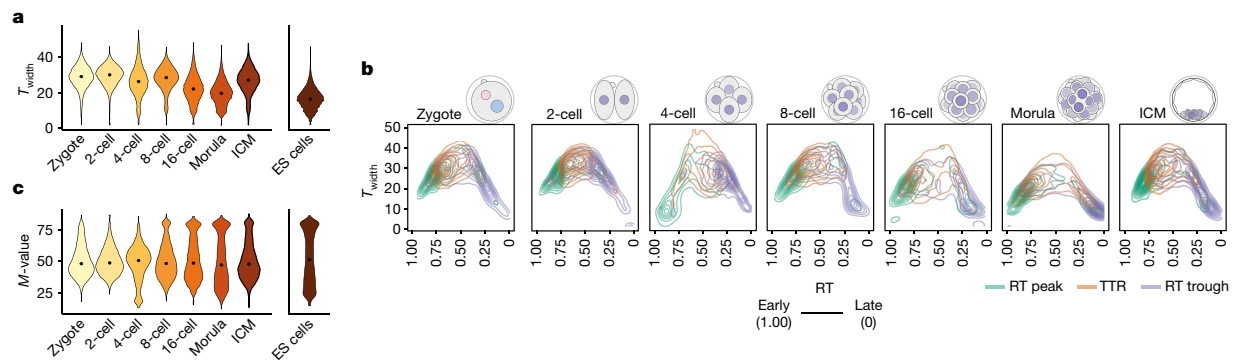 a
T width
40
20
0
Zygote
2-cell
4-cell
8-cell
16-cell
Morula
ICM
ES cells
b
Zygote
2-cell
4-cell
8-cell
16-cell
Morula
ICM
T width
50
40
30
20
10
0
1.00 0.75 0.50 0.25 0
1.00 0.75 0.50 0.25 0
1.00 0.75 0.50 0.25 0
1.00 0.75 0.50 0.25 0
1.00 0.75 0.50 0.25 0
1.00 0.75 0.50 0.25 0
1.00 0.75 0.50 0.25 0
RT
Early
(1.00)
Late
(0)
RT peak
TTR
RT trough
c
M-value
75
50
25
Zygote
2-cell
4-cell
8-cell
16-cell
Morula
ICM
ES cells